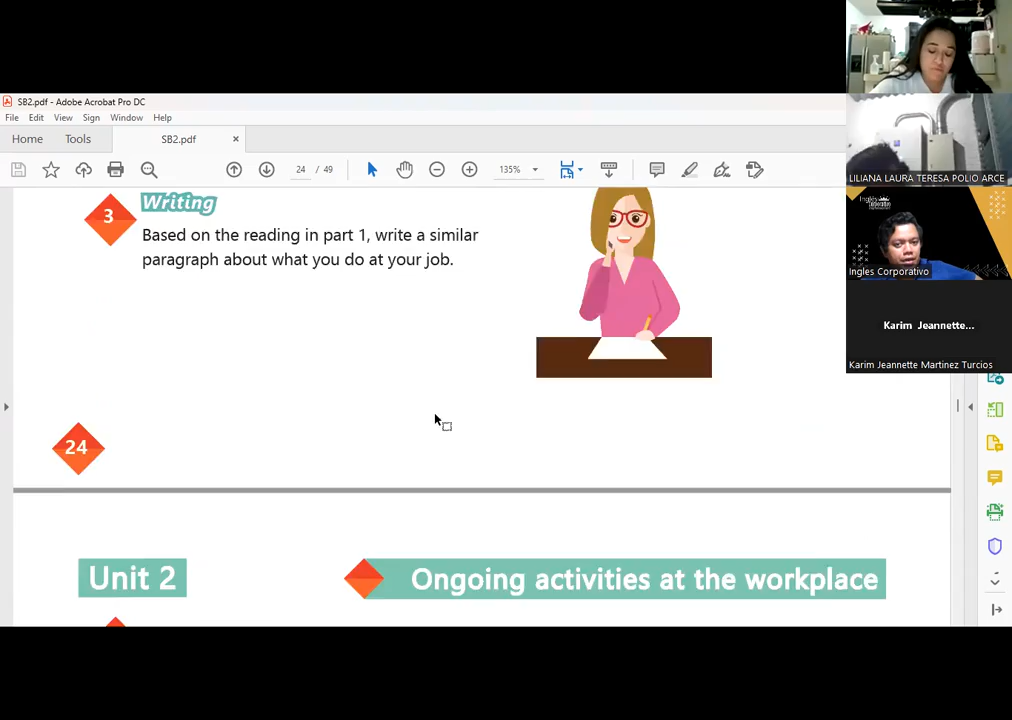 SB2.pdf - Adobe Acrobat Pro DC
File Edit View Sign Window Help
Home Tools SB2.pdf ×
24 / 49 135%
3
Writing
Based on the reading in part 1, write a similar
paragraph about what you do at your job.
24
Unit 2
Ongoing activities at the workplace
LILIANA LAURA TERESA POLIO ARCE
Inglés
Corporativo
Ingles Corporativo
Karim Jeannette...
Karim Jeannette Martinez Turcios